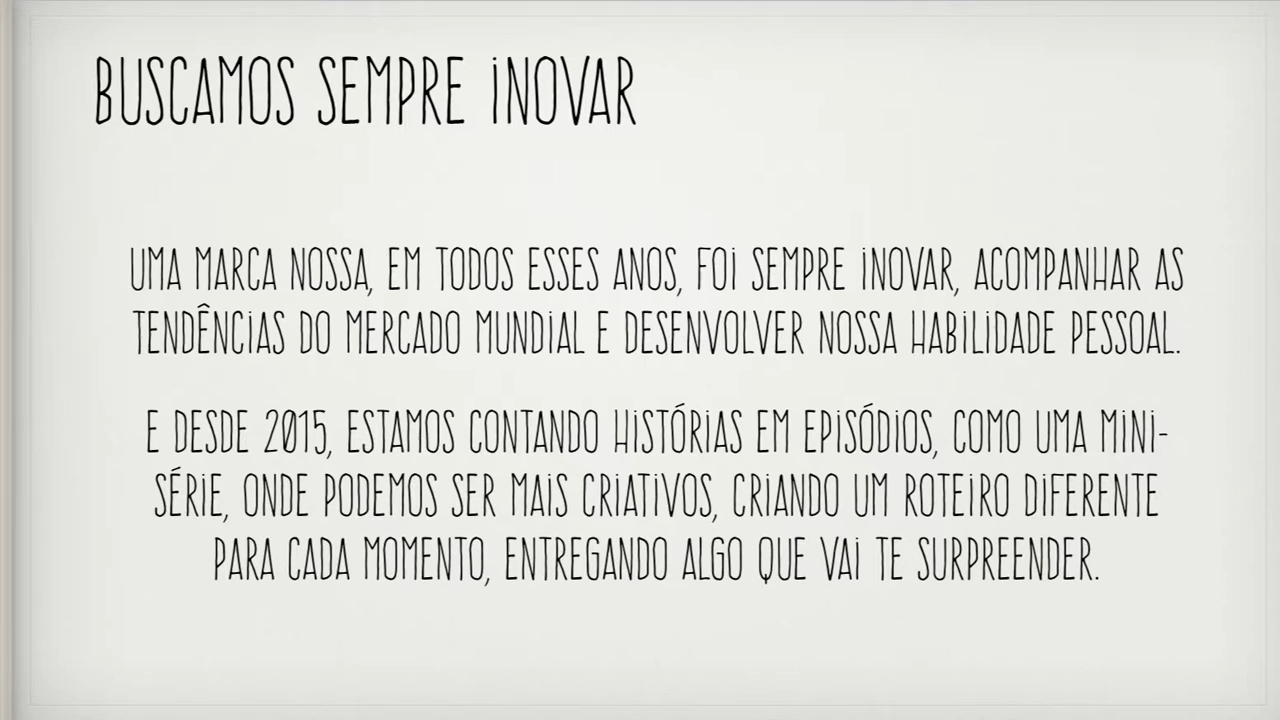 BUSCAMOS SEMPRE INOVAR
UMA MARCA NOSSA, EM TODOS ESSES ANOS, FOI SEMPRE INOVAR, ACOMPANHAR AS
TENDÊNCIAS DO MERCADO MUNDIAL E DESENVOLVER NOSSA HABILIDADE PESSOAL.
E DESDE 2015, ESTAMOS CONTANDO HISTÓRIAS EM EPISÓDIOS, COMO UMA MINI-
SÉRIE, ONDE PODEMOS SER MAIS CRIATIVOS, CRIANDO UM ROTEIRO DIFERENTE
PARA CADA MOMENTO, ENTREGANDO ALGO QUE VAI TE SURPREENDER.